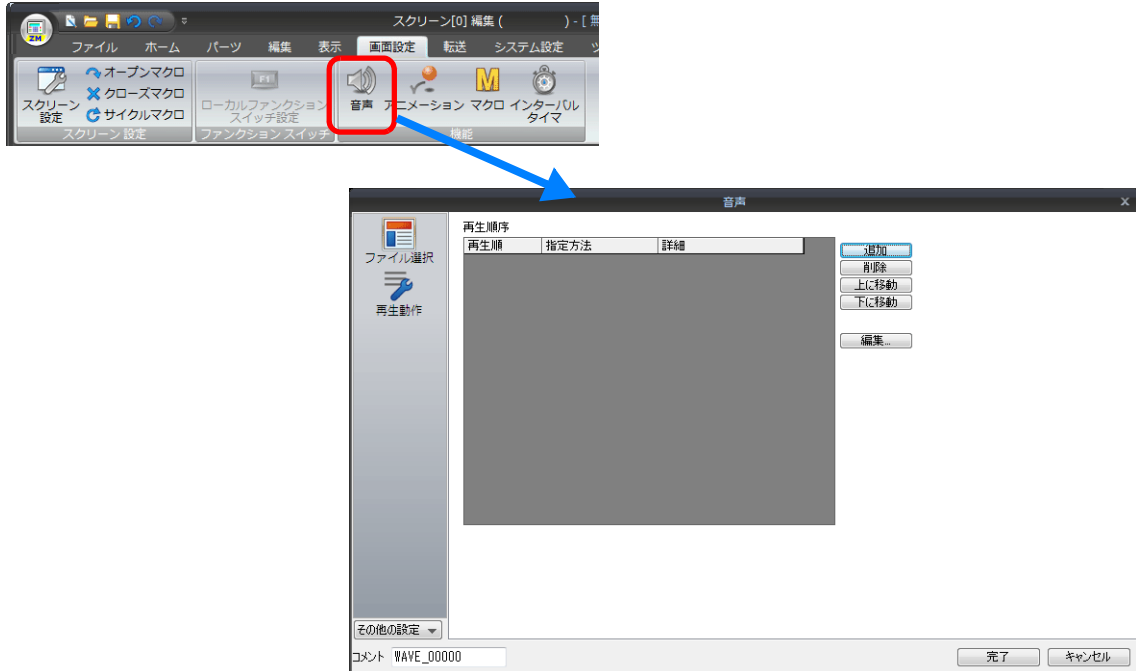 スクリーン[0] 編集 ( ) - [ 無
ZM
ファイル ホーム パーツ 編集 表示 画面設定 転送 システム設定 ツ
スクリーン
設定
オープンマクロ
クローズマクロ
サイクルマクロ
F1
ローカルファンクション
スイッチ設定
音声 アニメーション マクロ インターバル
タイマ
スクリーン 設定 ファンクション スイッチ 機能
音声 x
ファイル選択
再生動作
再生順序
再生順 指定方法 詳細
追加
削除
上に移動
下に移動
編集...
その他の設定
コメント WAVE_00000
完了 キャンセル